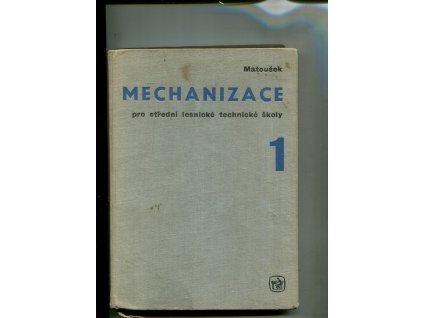 Matoušek
MECHANIZACE
pro střední lesnické technické školy
1